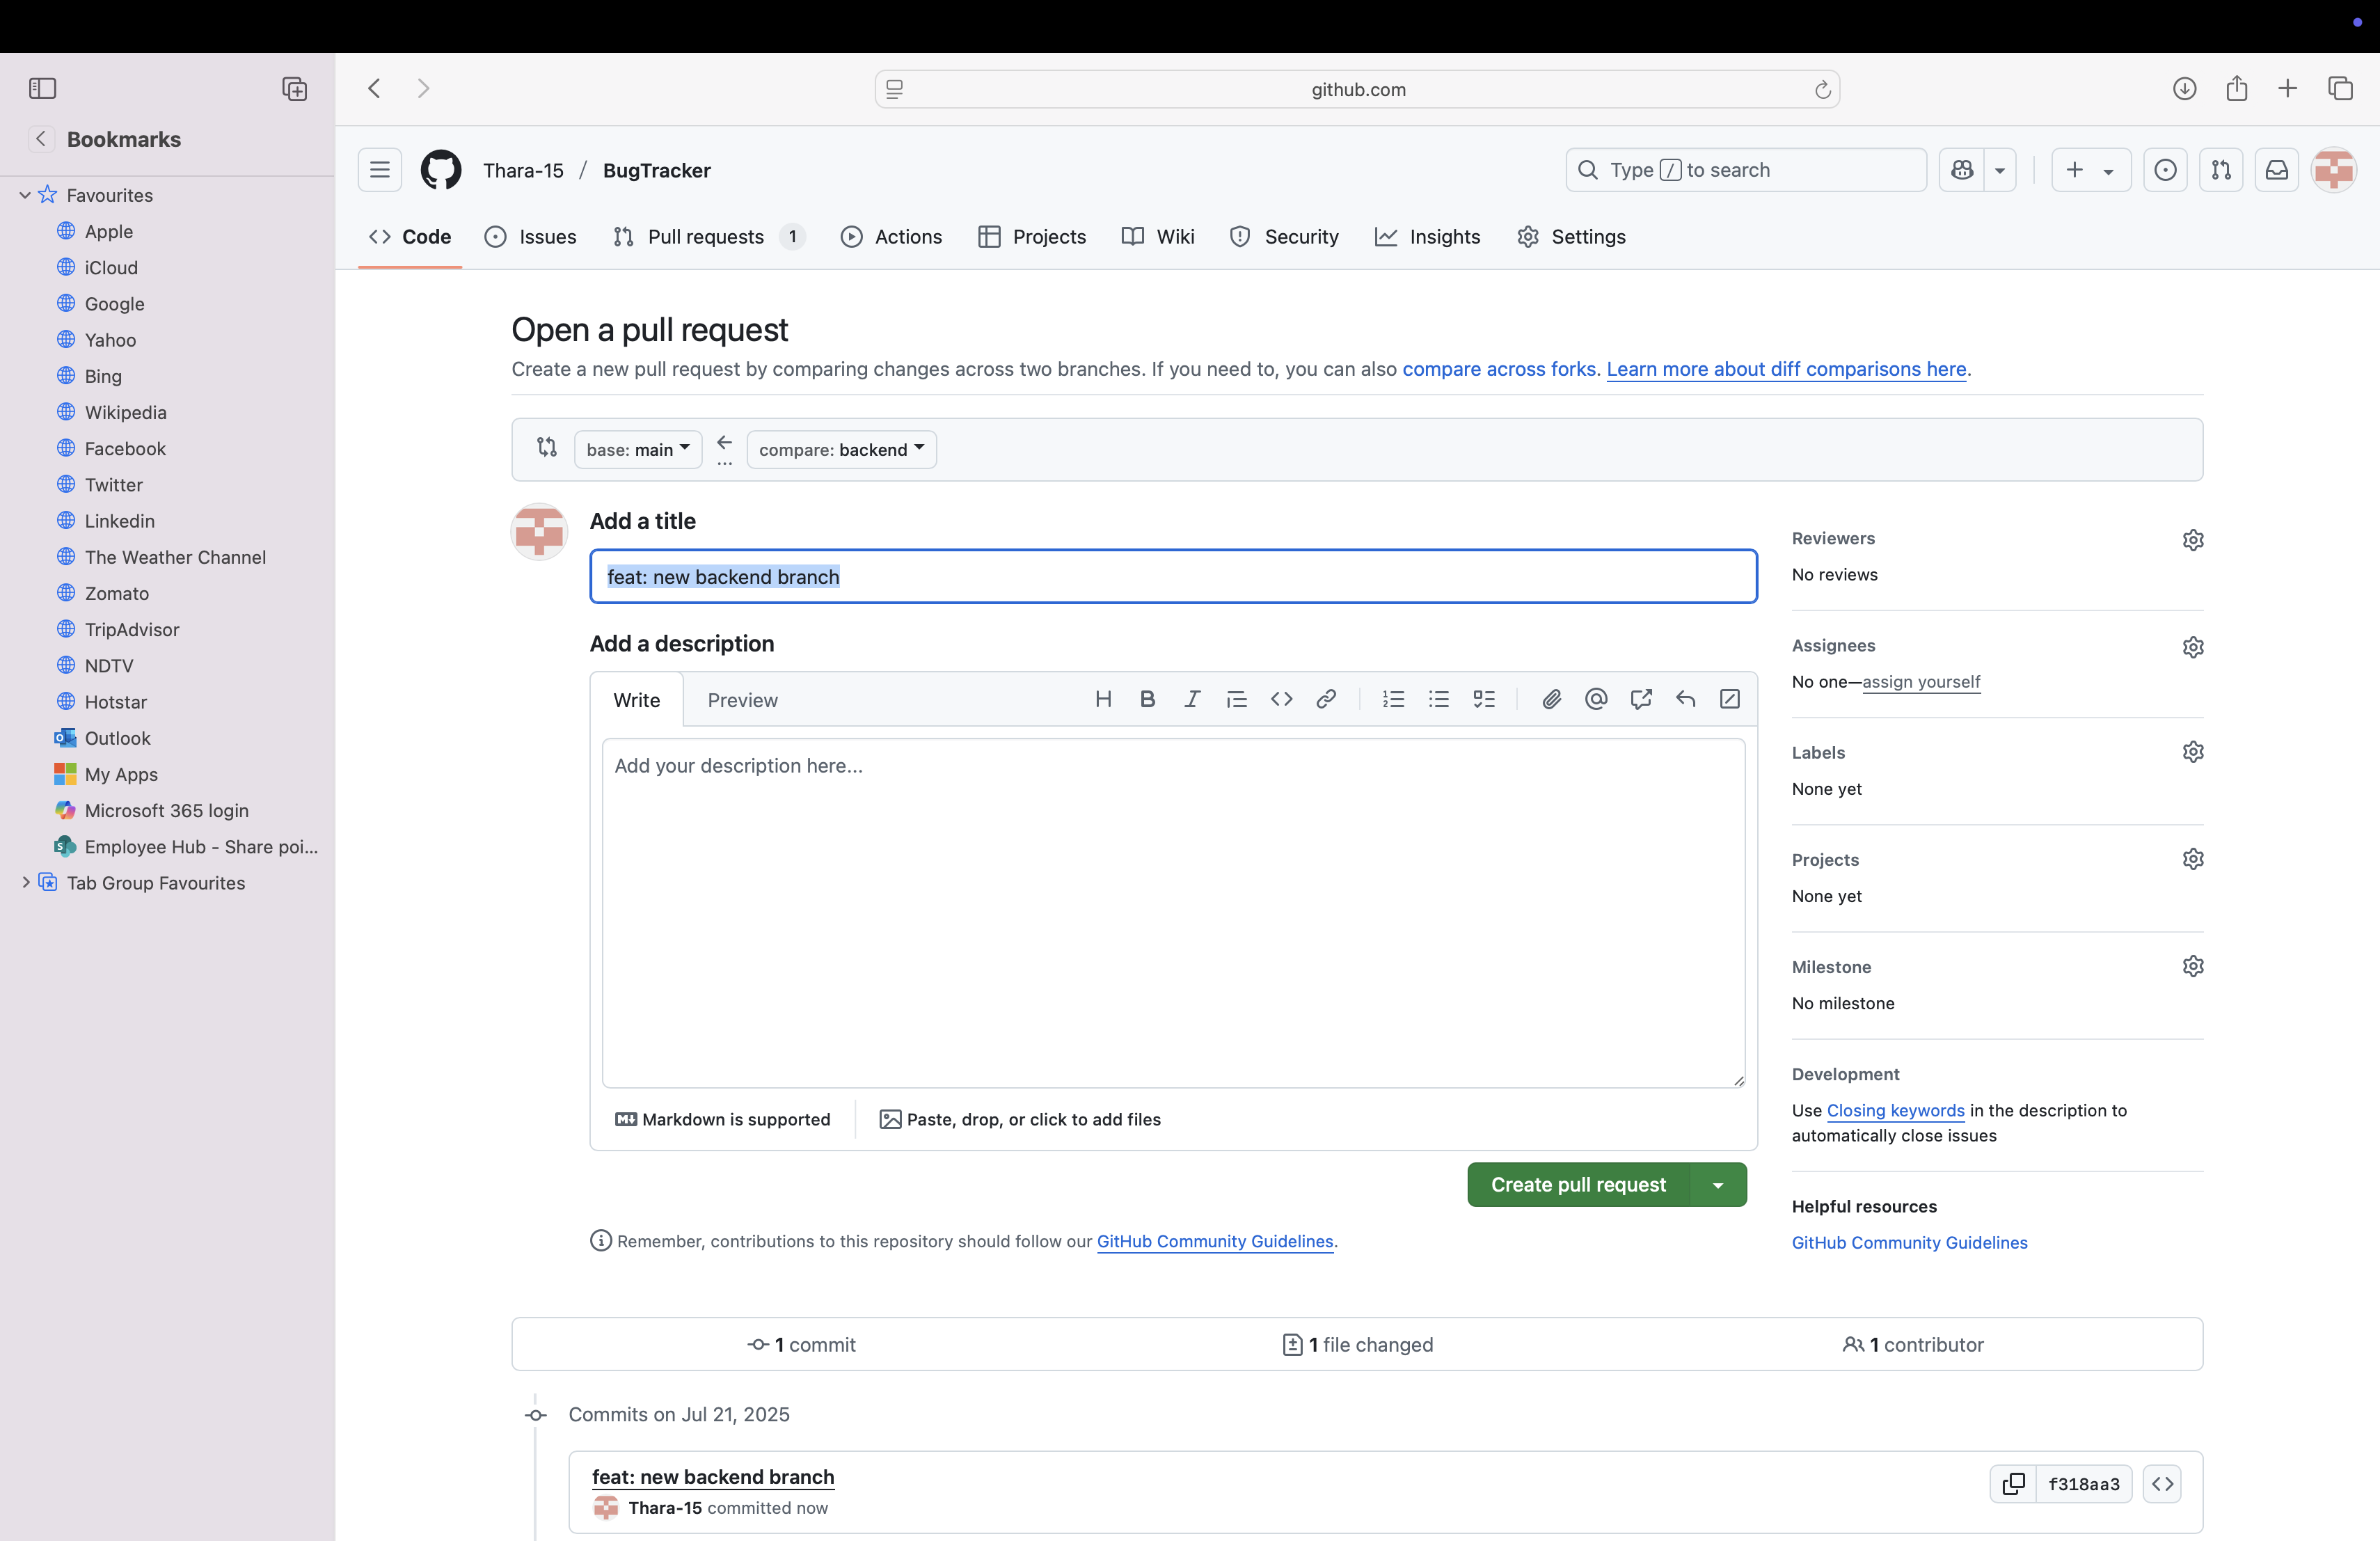 github.com
Bookmarks
Favourites
Apple
iCloud
Google
Yahoo
Bing
Wikipedia
Facebook
Twitter
Linkedin
The Weather Channel
Zomato
TripAdvisor
NDTV
Hotstar
Outlook
My Apps
Microsoft 365 login
Employee Hub - Share poi...
Tab Group Favourites
Thara-15 / BugTracker
Type / to search
Code Issues Pull requests 1 Actions Projects Wiki Security Insights Settings
Open a pull request
Create a new pull request by comparing changes across two branches. If you need to, you can also compare across forks. Learn more about diff comparisons here.
base: main ... compare: backend
Add a title
feat: new backend branch
Add a description
Write Preview
Add your description here...
Markdown is supported Paste, drop, or click to add files
Create pull request
Remember, contributions to this repository should follow our GitHub Community Guidelines.
Reviewers
No reviews
Assignees
No one—assign yourself
Labels
None yet
Projects
None yet
Milestone
No milestone
Development
Use Closing keywords in the description to
automatically close issues
Helpful resources
GitHub Community Guidelines
1 commit 1 file changed 1 contributor
Commits on Jul 21, 2025
feat: new backend branch
Thara-15 committed now
f318aa3